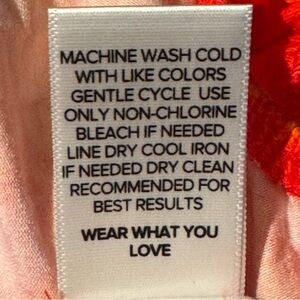 MACHINE WASH COLD
WITH LIKE COLORS
GENTLE CYCLE USE
ONLY NON-CHLORINE
BLEACH IF NEEDED
LINE DRY COOL IRON
IF NEEDED DRY CLEAN
RECOMMENDED FOR
BEST RESULTS
WEAR WHAT YOU
LOVE